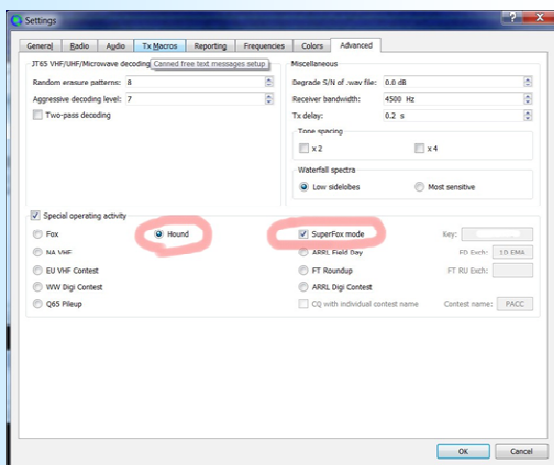 Settings
General Radio Audio Tx Macros Reporting Frequencies Colors Advanced
JT65 VHF/UHF/Microwave decoding
Canned free text messages setup
Random erasure patterns: 8
Aggressive decoding level: 7
Two-pass decoding
Miscellaneous
Degrade S/N of .wav file: 0.0 dB
Receiver bandwidth: 4500 Hz
Tx delay: 0.2 s
Tone spacing
x 2 x 4
Waterfall spectra
Low sidelobes Most sensitive
Special operating activity
Fox Hound SuperFox mode Key:
NA VHF ARRL Field Day FD Exch: 1D EMA
EU VHF Contest FT Roundup FT RU Exch:
WW Digi Contest ARRL Digi Contest
Q65 Pileup CQ with individual contest name Contest name: PACC
OK Cancel